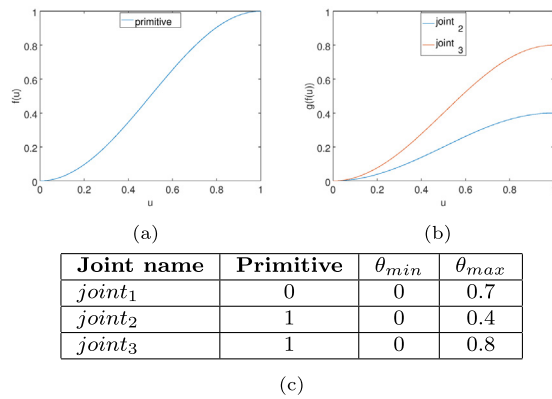 primitive
1
0.8
0.6
0.4
0.2
0
f(u)
0 0.2 0.4 0.6 0.8 1
u
(a)
joint 2
joint 3
1
0.8
0.6
0.4
0.2
0
g(f(u))
0 0.2 0.4 0.6 0.8 1
u
(b)
Joint name Primitive θmin θmax
joint1 0 0 0.7
joint2 1 0 0.4
joint3 1 0 0.8
(c)